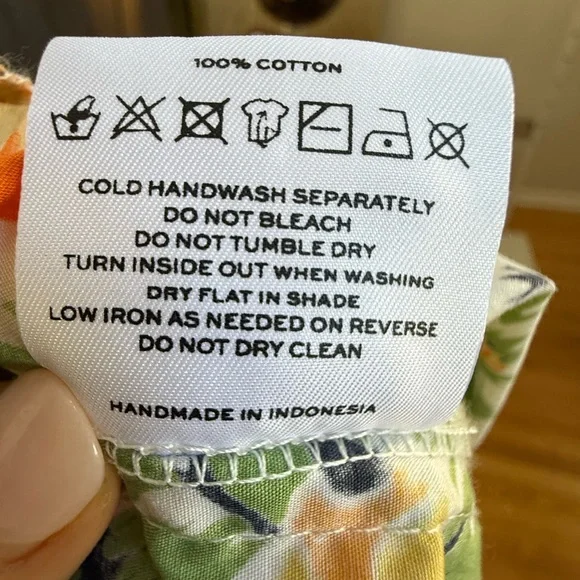 100% COTTON
COLD HANDWASH SEPARATELY
DO NOT BLEACH
DO NOT TUMBLE DRY
TURN INSIDE OUT WHEN WASHING
DRY FLAT IN SHADE
LOW IRON AS NEEDED ON REVERSE
DO NOT DRY CLEAN
HANDMADE IN INDONESIA